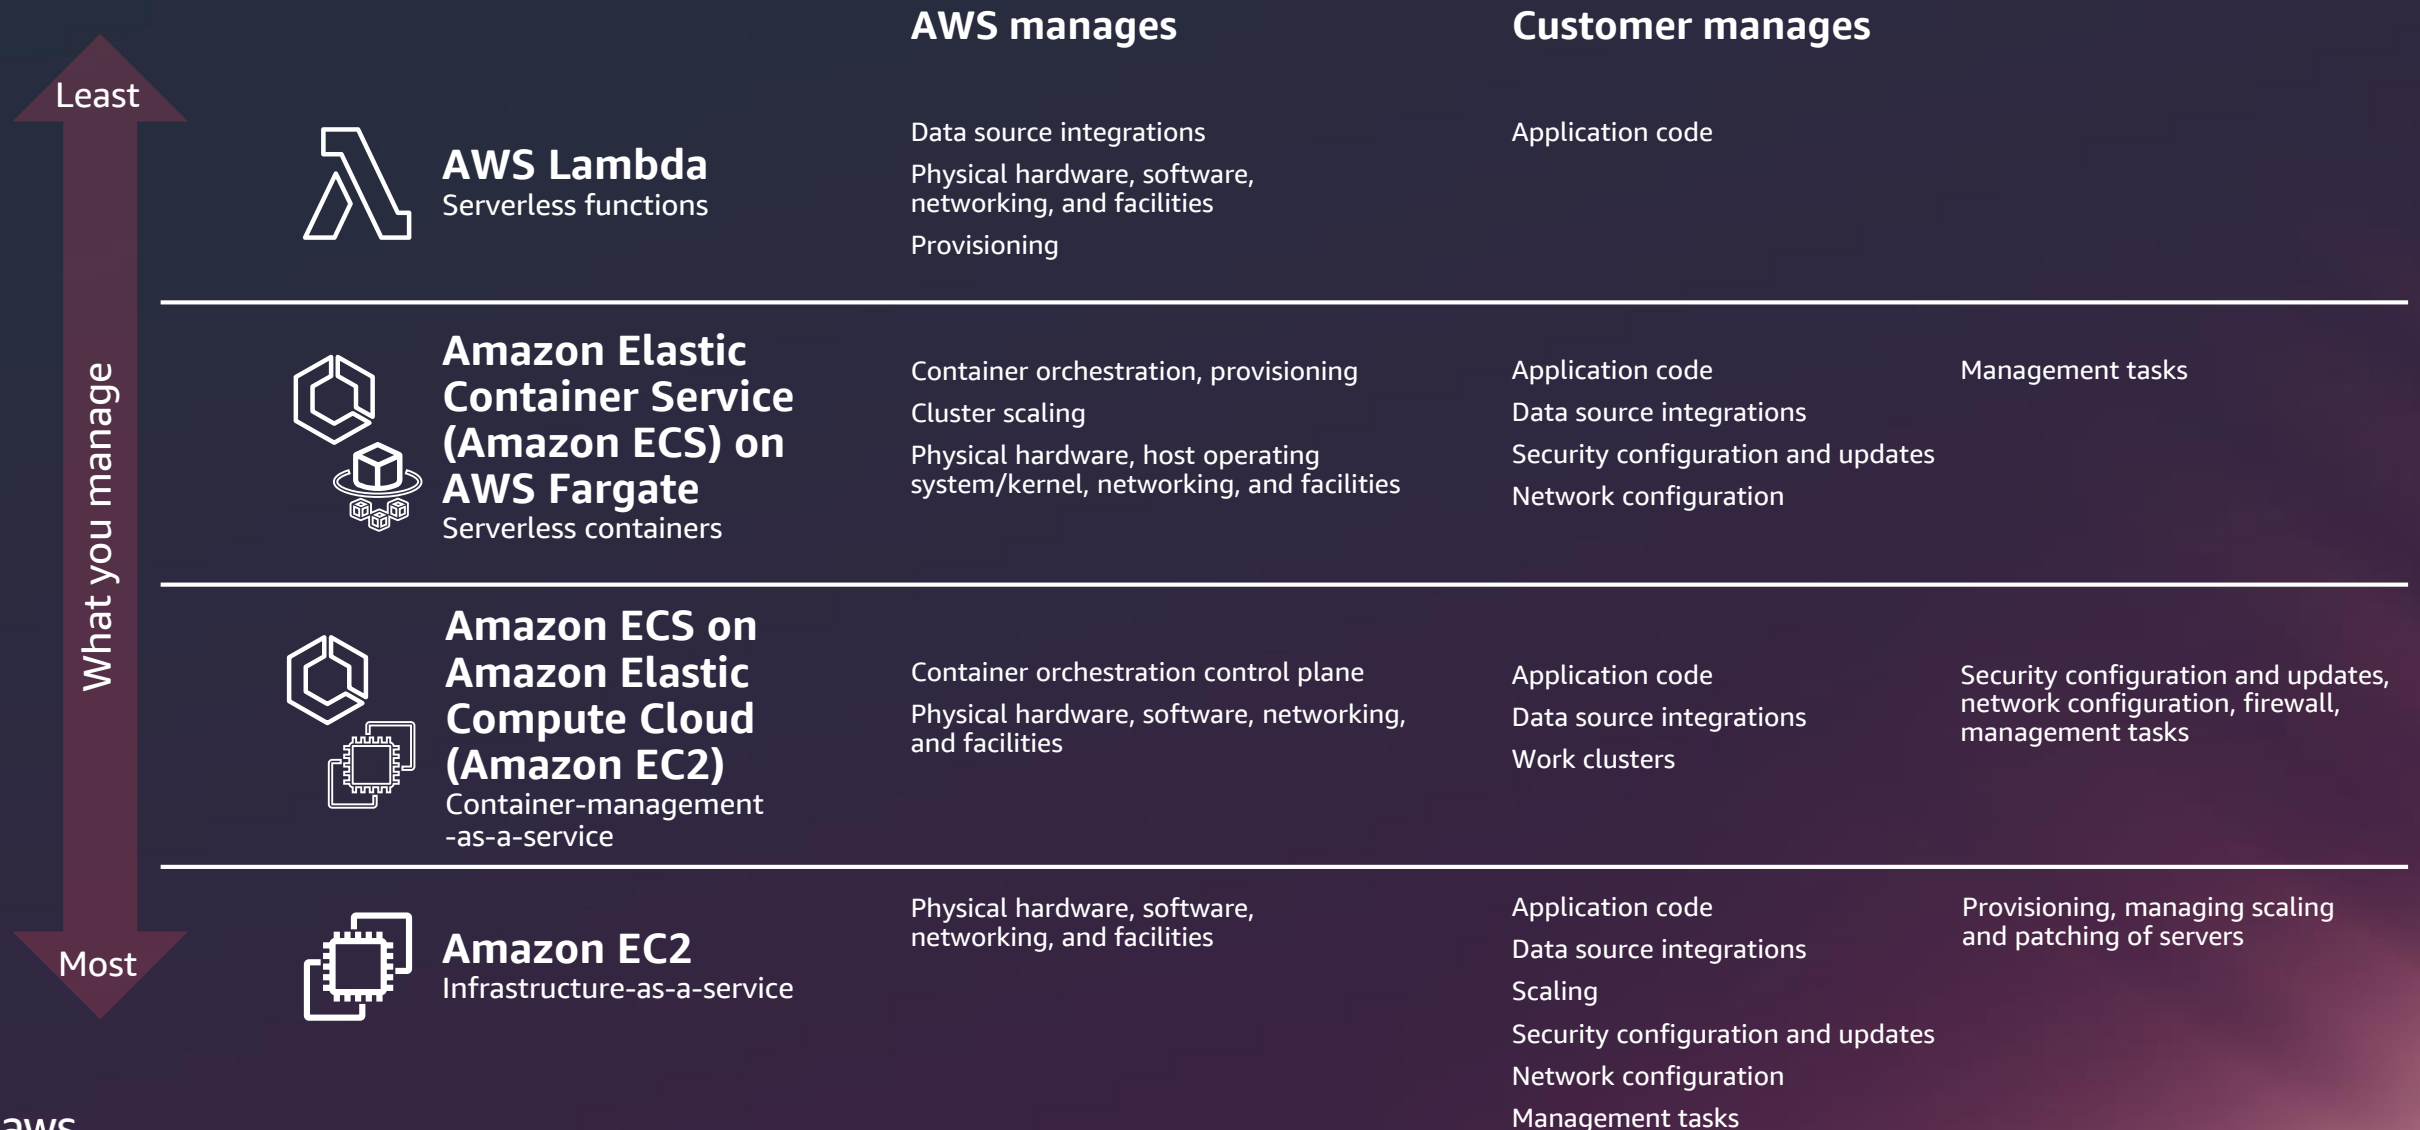 AWS manages
Customer manages
Least
What you manage
Most
AWS Lambda
Serverless functions
Data source integrations
Physical hardware, software,
networking, and facilities
Provisioning
Application code
Amazon Elastic
Container Service
(Amazon ECS) on
AWS Fargate
Serverless containers
Container orchestration, provisioning
Cluster scaling
Physical hardware, host operating
system/kernel, networking, and facilities
Application code
Data source integrations
Security configuration and updates
Network configuration
Management tasks
Amazon ECS on
Amazon Elastic
Compute Cloud
(Amazon EC2)
Container-management
-as-a-service
Container orchestration control plane
Physical hardware, software, networking,
and facilities
Application code
Data source integrations
Work clusters
Security configuration and updates,
network configuration, firewall,
management tasks
Amazon EC2
Infrastructure-as-a-service
Physical hardware, software,
networking, and facilities
Application code
Data source integrations
Scaling
Security configuration and updates
Network configuration
Management tasks
Provisioning, managing scaling
and patching of servers
aws